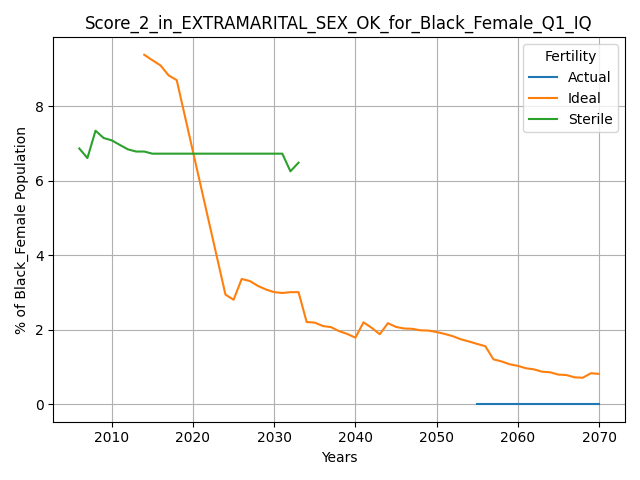 Score_2_in_EXTRAMARITAL_SEX_OK_for_Black_Female_Q1_IQ
Fertility
Actual
Ideal
Sterile
% of Black_Female Population
8
6
4
2
0
2010 2020 2030 2040 2050 2060 2070
Years